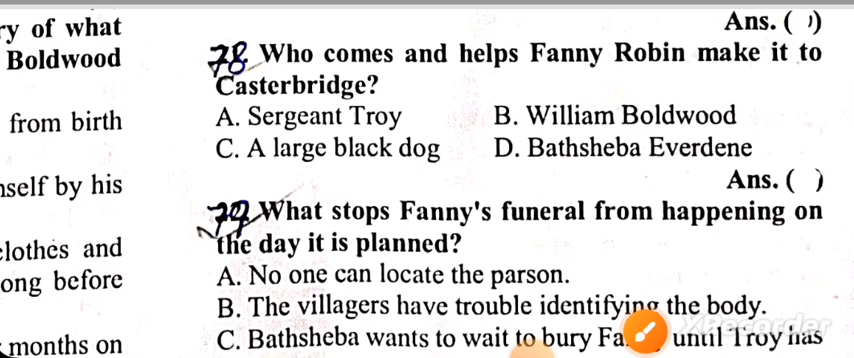 ry of what
Boldwood
from birth
nself by his
clothes and
ong before
months on
Ans. ( )
78. Who comes and helps Fanny Robin make it to
Casterbridge?
A. Sergeant Troy B. William Boldwood
C. A large black dog D. Bathsheba Everdene
Ans. ( )
79. What stops Fanny's funeral from happening on
the day it is planned?
A. No one can locate the parson.
B. The villagers have trouble identifying the body.
C. Bathsheba wants to wait to bury Fa until Troy has
XRecorder